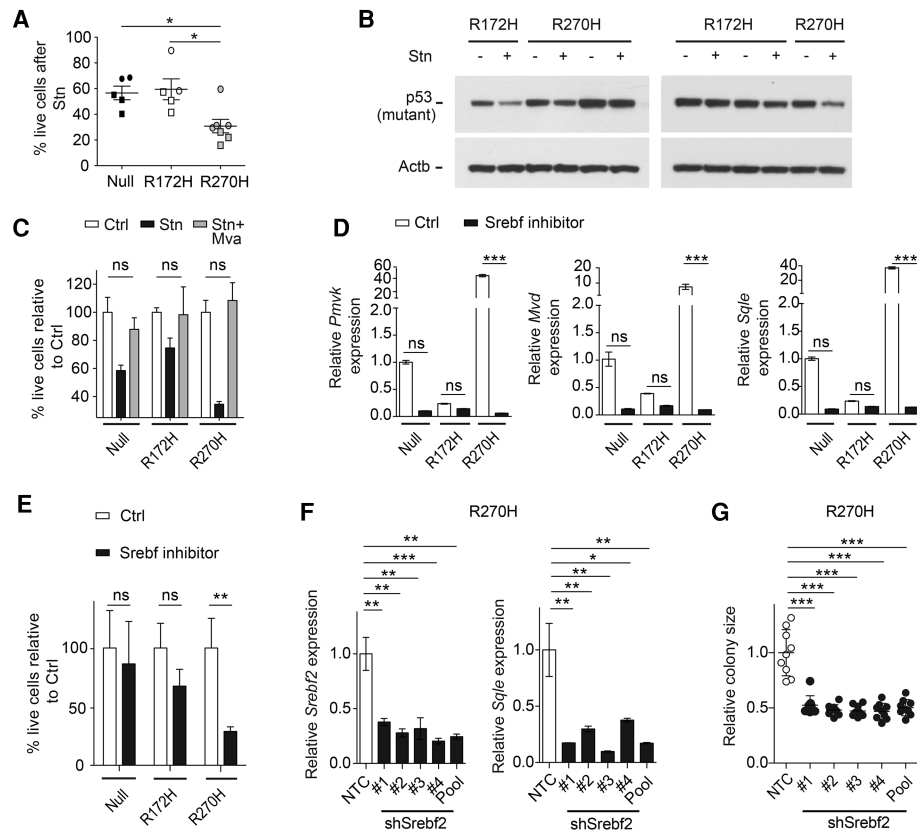 A
* 
*
% live cells after
Stn
100
80
60
40
20
0
Null R172H R270H
B
R172H R270H R172H R270H
Stn - + - + - + - + - + - +
p53
(mutant)
Actb
C
Ctrl Stn Stn+
Mva
ns ns ns
% live cells relative
to Ctrl
120
100
80
60
40
Null R172H R270H
D
Ctrl Srebf inhibitor
Relative Pmvk
expression
60
40
20
2.0
1.0
0.5
0.0
ns ns ***
Null R172H R270H
Relative Mvd
expression
20
10
0
2.0
1.0
0.5
0.0
ns ns ***
Null R172H R270H
Relative Sqle
expression
40
20
2.0
1.0
0.5
0.0
ns ns ***
Null R172H R270H
E
Ctrl
Srebf inhibitor
ns ns **
% live cells relative
to Ctrl
100
50
0
Null R172H R270H
F
R270H
**
***
**
**
**
Relative Srebf2 expression
1.0
0.5
0.0
NTC #1 #2 #3 #4 Pool
shSrebf2
**
*
**
**
**
Relative Sqle expression
1.0
0.5
0.0
NTC #1 #2 #3 #4 Pool
shSrebf2
G
R270H
***
***
***
***
***
Relative colony size
1.0
0.5
0.0
NTC #1 #2 #3 #4 Pool
shSrebf2